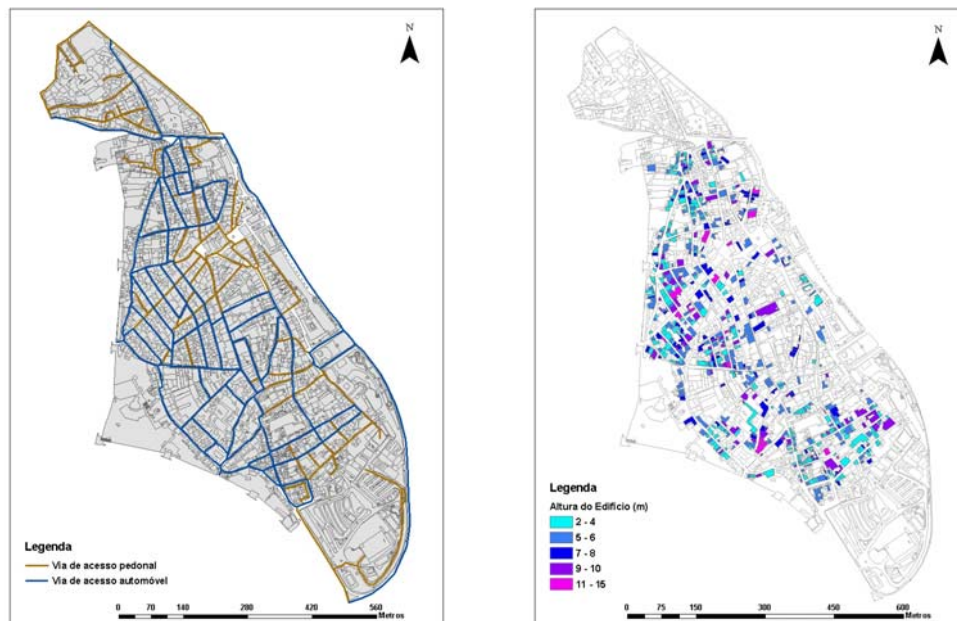 N
Legenda
Via de acesso pedonal
Via de acesso automóvel
0 70 140 280 420 560
Metros
N
Legenda
Altura do Edifício (m)
2 - 4
5 - 6
7 - 8
9 - 10
11 - 15
0 75 150 300 450 600
Metros